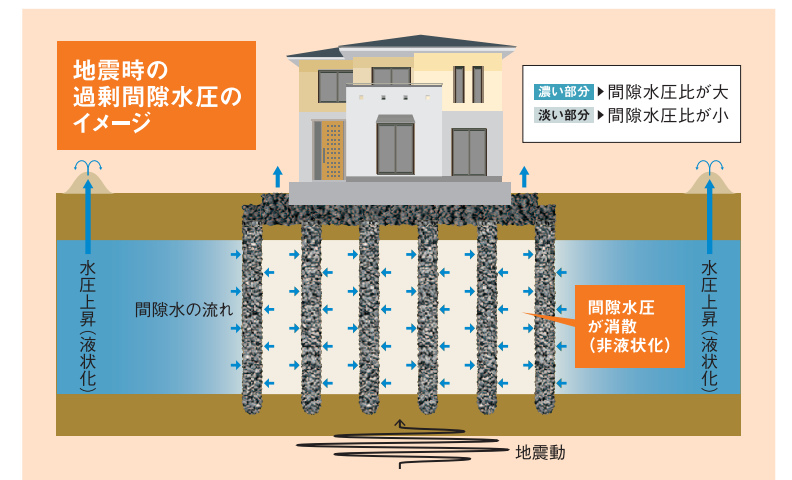 地震時の
過剰間隙水圧の
イメージ
濃い部分▶間隙水圧比が大
淡い部分▶間隙水圧比が小
水圧上昇（液状化）
間隙水の流れ
間隙水圧
が消散
（非液状化）
水圧上昇（液状化）
地震動